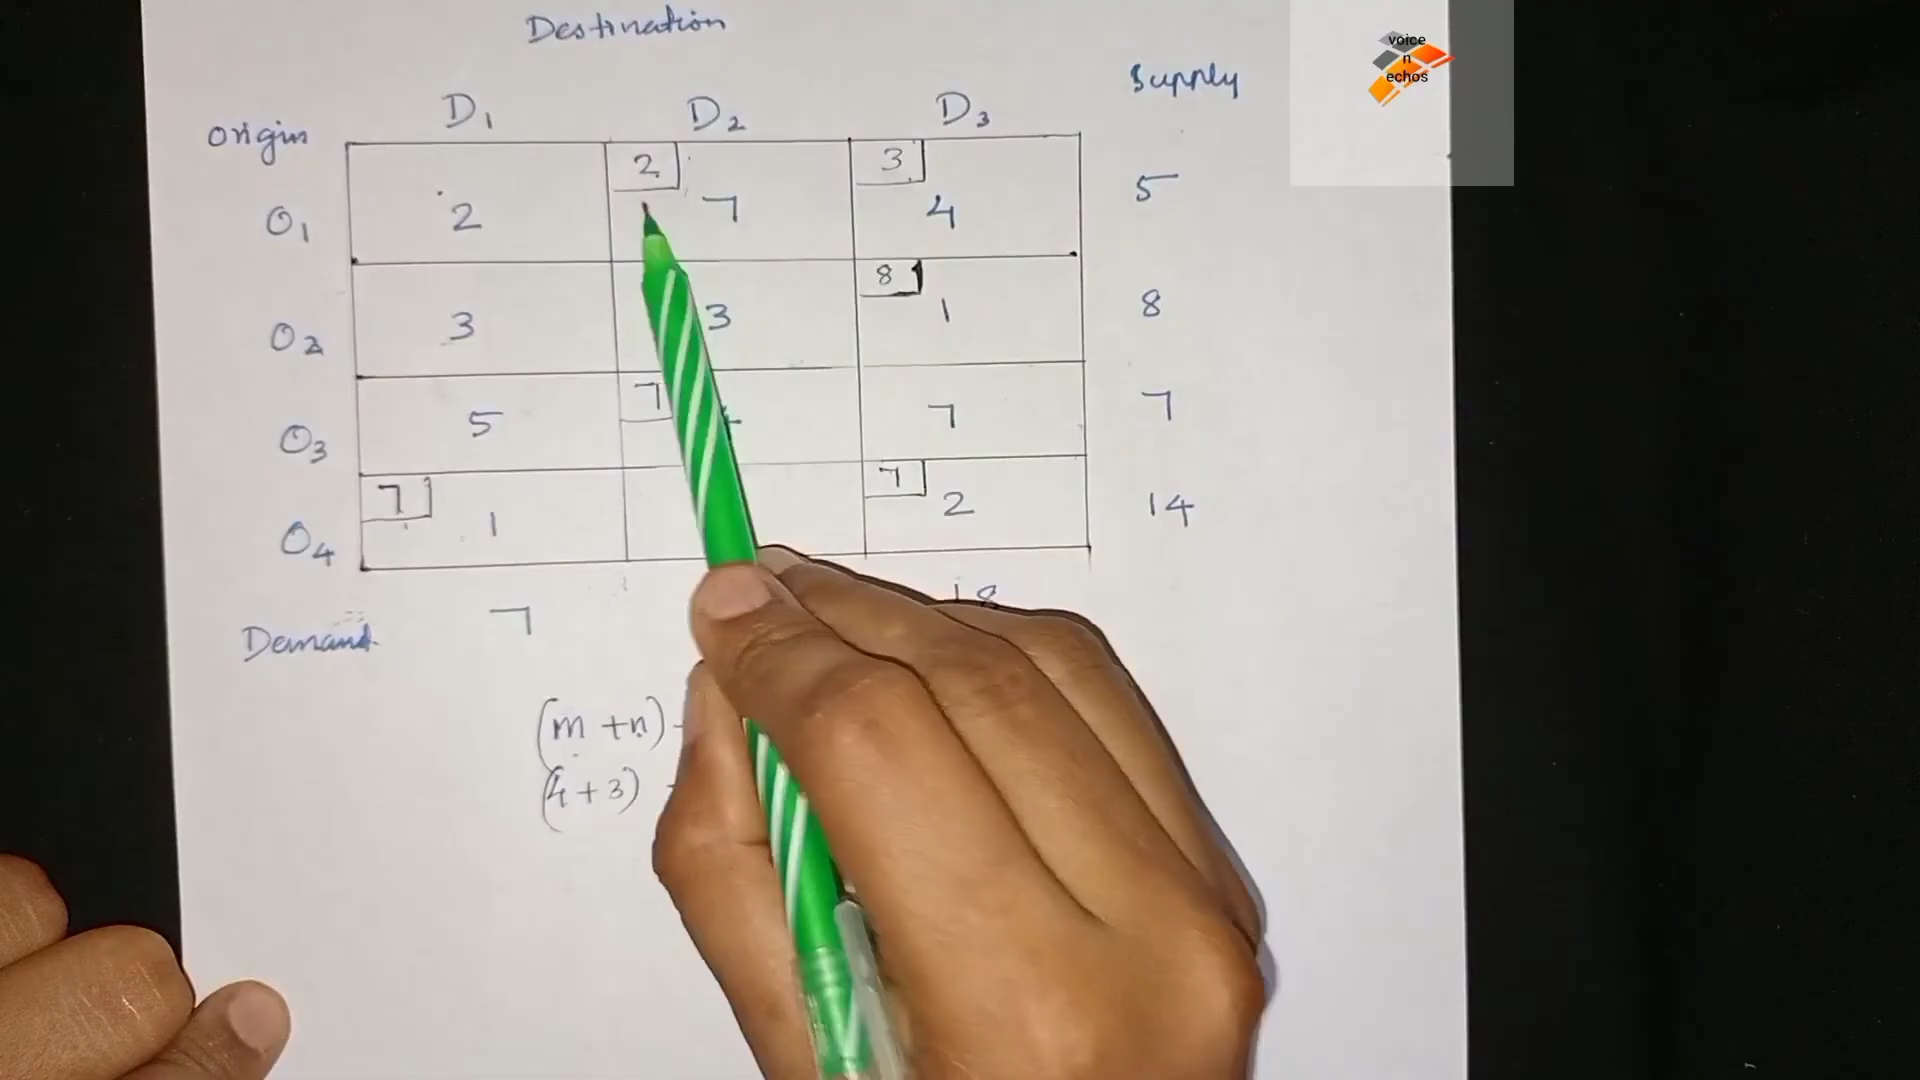 Destination
voice
n
echos
Supply
Origin D1 D2 D3
2 3
O1 2 7 4 5
8
O2 3 3 1 8
7
O3 5 7 7
7 7
O4 1 2 14
Demand 7 18
(m+n) -
(4+3) -